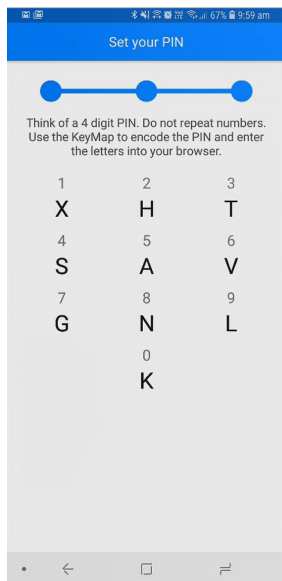 67% 9:59 am
Set your PIN
Think of a 4 digit PIN. Do not repeat numbers.
Use the KeyMap to encode the PIN and enter
the letters into your browser.
1 2 3
X H T
4 5 6
S A V
7 8 9
G N L
0
K